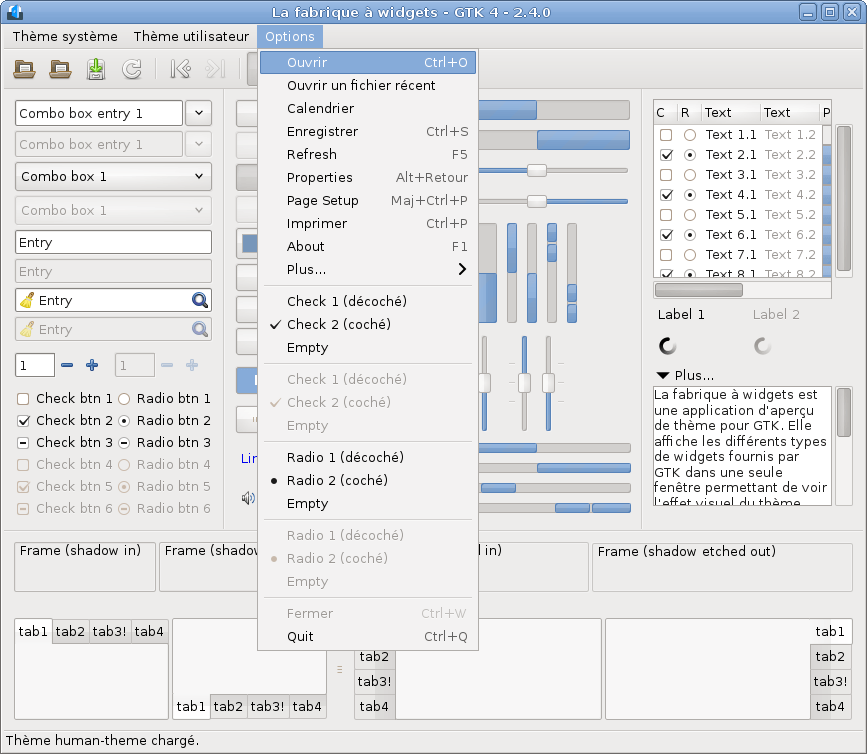 La fabrique à widgets - GTK 4 - 2.4.0
Thème système Thème utilisateur Options
Ouvrir Ctrl+O
Ouvrir un fichier récent
Calendrier
Enregistrer Ctrl+S
Refresh F5
Properties Alt+Retour
Page Setup Maj+Ctrl+P
Imprimer Ctrl+P
About F1
Plus...
Check 1 (décoché)
Check 2 (coché)
Empty
Check 1 (décoché)
Check 2 (coché)
Empty
Radio 1 (décoché)
Radio 2 (coché)
Empty
Radio 1 (décoché)
Radio 2 (coché)
Empty
Fermer Ctrl+W
Quit Ctrl+Q
Combo box entry 1
Combo box entry 1
Combo box 1
Combo box 1
Entry
Entry
Entry
Entry
1 1
Check btn 1 Radio btn 1
Check btn 2 Radio btn 2
Check btn 3 Radio btn 3
Check btn 4 Radio btn 4
Check btn 5 Radio btn 5
Check btn 6 Radio btn 6
C R Text Text P
Text 1.1 Text 1.2
Text 2.1 Text 2.2
Text 3.1 Text 3.2
Text 4.1 Text 4.2
Text 5.1 Text 5.2
Text 6.1 Text 6.2
Text 7.1 Text 7.2
Text 8.1 Text 8.2
Label 1 Label 2
Plus...
La fabrique à widgets est
une application d'aperçu
de thème pour GTK. Elle
affiche les différents types
de widgets fournis par
GTK dans une seule
fenêtre permettant de voir
l'effet visuel du thème
Frame (shadow in) Frame (shadow in) Frame (shadow etched out)
tab1 tab2 tab3! tab4
tab1 tab2 tab3! tab4
tab2
tab3!
tab4
tab1
tab2
tab3!
tab4
Thème human-theme chargé.